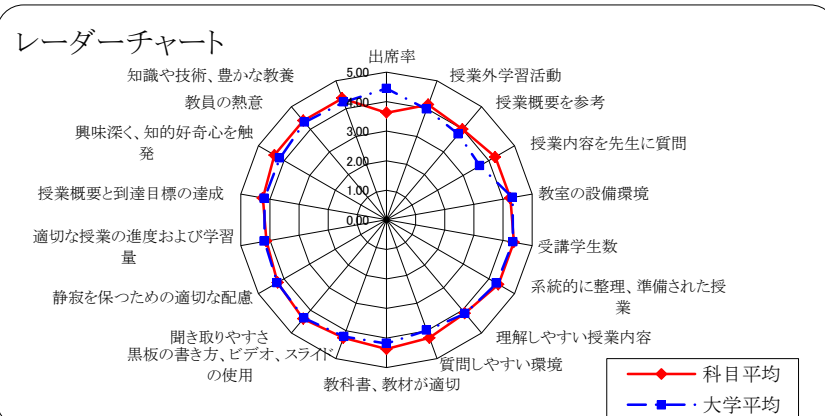 レーダーチャート
出席率
授業外学習活動
授業概要を参考
授業内容を先生に質問
教室の設備環境
受講学生数
系統的に整理、準備された授
業
理解しやすい授業内容
質問しやすい環境
教科書、教材が適切
黒板の書き方、ビデオ、スライド
の使用
聞き取りやすさ
静寂を保つための適切な配慮
適切な授業の進度および学習
量
授業概要と到達目標の達成
興味深く、知的好奇心を触
発
教員の熱意
知識や技術、豊かな教養
5.00
4.00
3.00
2.00
1.00
0.00
科目平均
大学平均